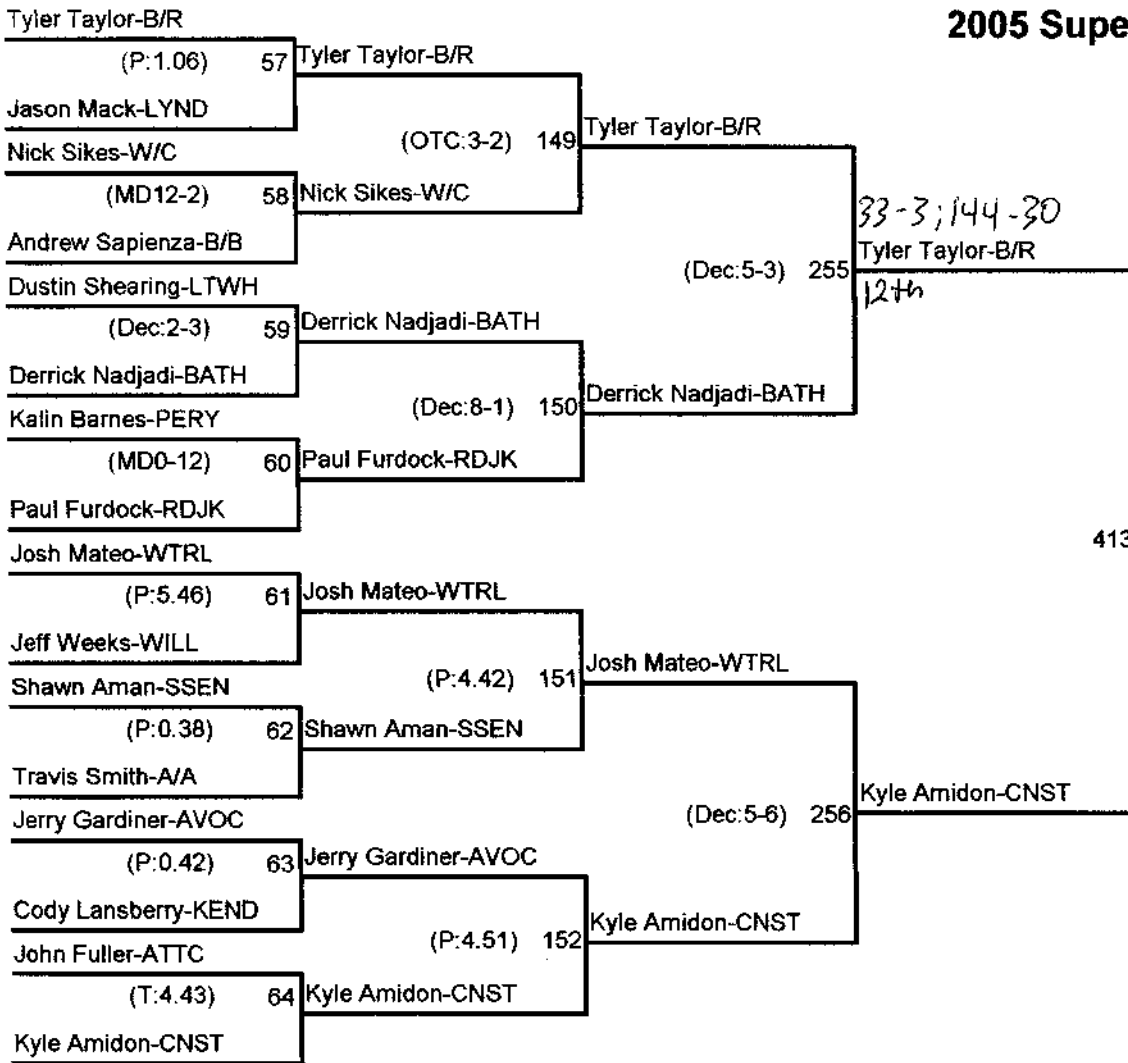 2005 Supe
Tyler Taylor-B/R
(P:1.06) 57
Jason Mack-LYND
Tyler Taylor-B/R
(OTC:3-2) 149
Nick Sikes-W/C
(MD12-2) 58
Andrew Sapienza-B/B
Nick Sikes-W/C
Tyler Taylor-B/R
(Dec:5-3) 255
Dustin Shearing-LTWH
(Dec:2-3) 59
Derrick Nadjadi-BATH
Derrick Nadjadi-BATH
(Dec:8-1) 150
Kalin Barnes-PERY
(MD0-12) 60
Paul Furdock-RDJK
Paul Furdock-RDJK
Derrick Nadjadi-BATH
33-3; 144-30
Tyler Taylor-B/R
12th
413
Josh Mateo-WTRL
(P:5.46) 61
Jeff Weeks-WILL
Josh Mateo-WTRL
(P:4.42) 151
Shawn Aman-SSEN
(P:0.38) 62
Travis Smith-A/A
Shawn Aman-SSEN
Josh Mateo-WTRL
(Dec:5-6) 256
Jerry Gardiner-AVOC
(P:0.42) 63
Cody Lansberry-KEND
Jerry Gardiner-AVOC
(P:4.51) 152
John Fuller-ATTC
(T:4.43) 64
Kyle Amidon-CNST
Kyle Amidon-CNST
Kyle Amidon-CNST
Kyle Amidon-CNST